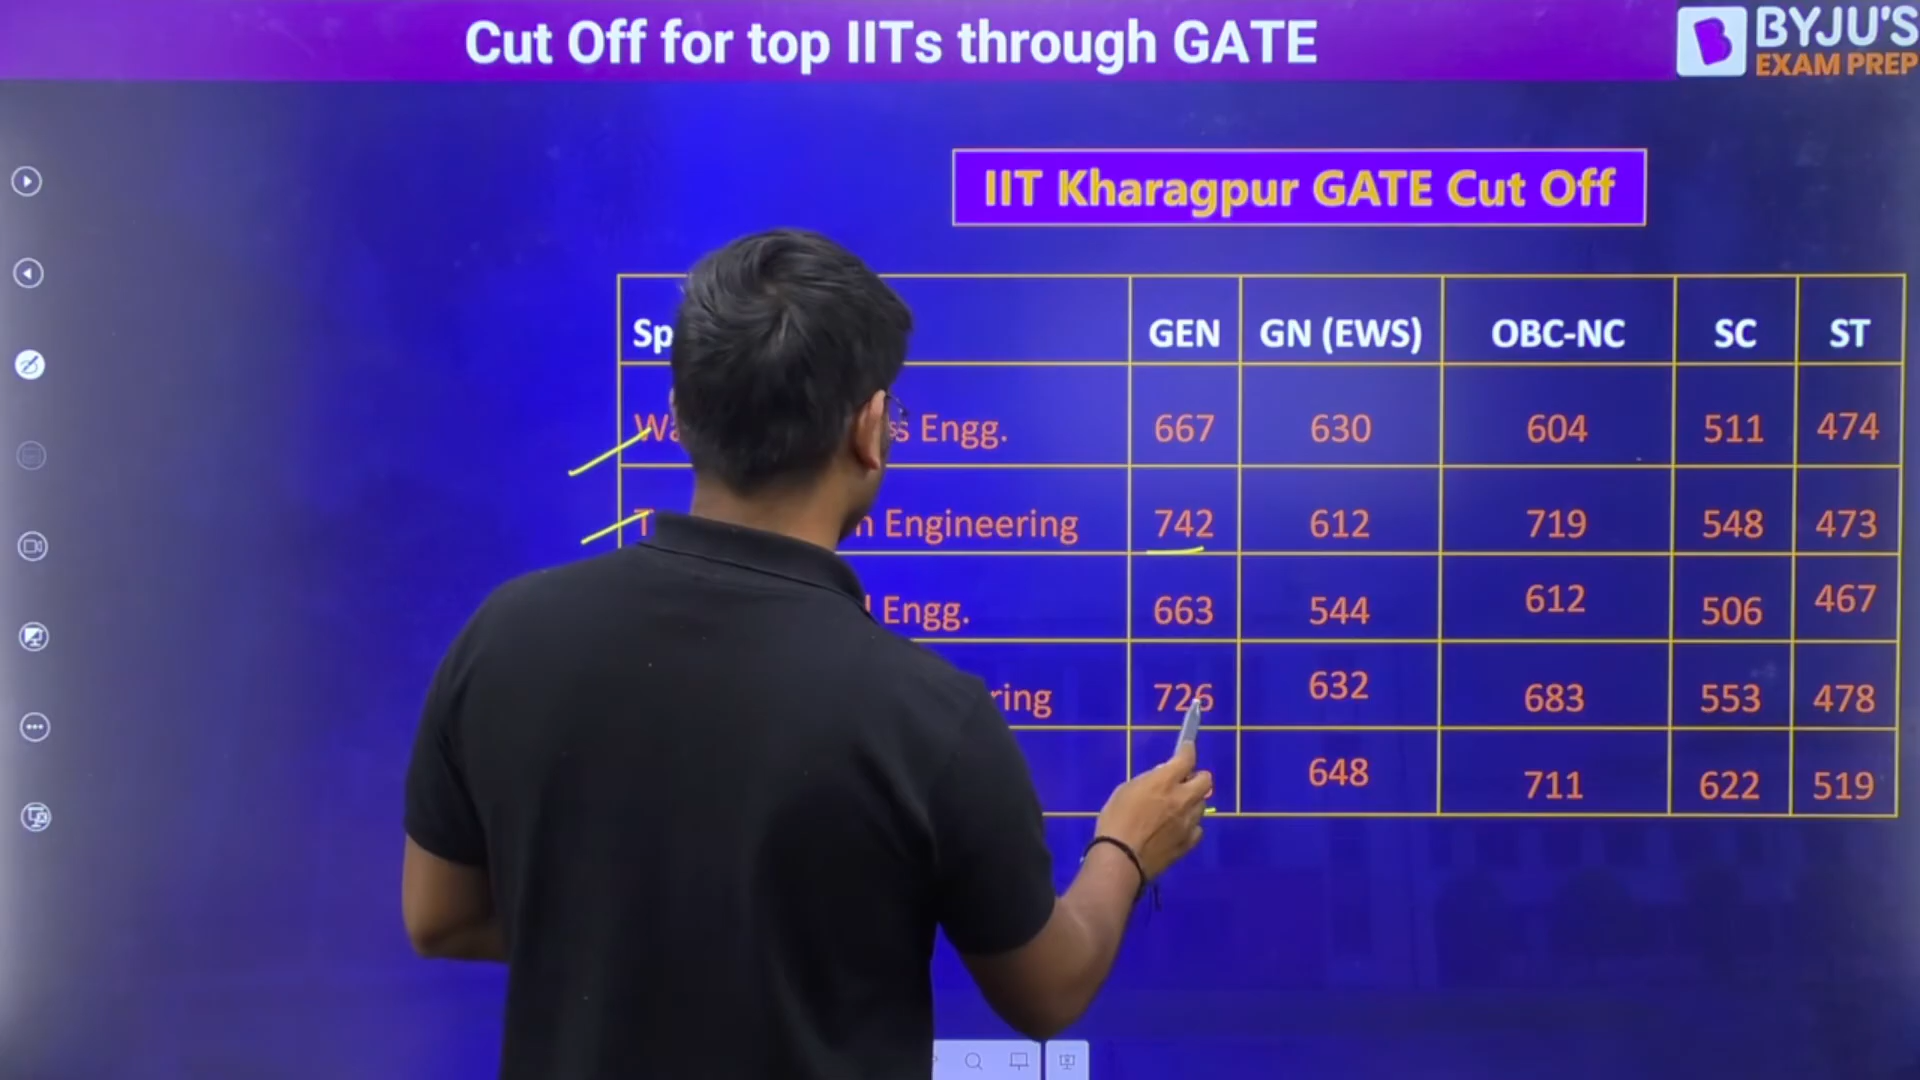 Cut Off for top IITs through GATE
BYJU'S
EXAM PREP
IIT Kharagpur GATE Cut Off
GEN GN (EWS) OBC-NC SC ST
Engg. 667 630 604 511 474
Engineering 742 612 719 548 473
Engg. 663 544 612 506 467
726 632 683 553 478
648 711 622 519